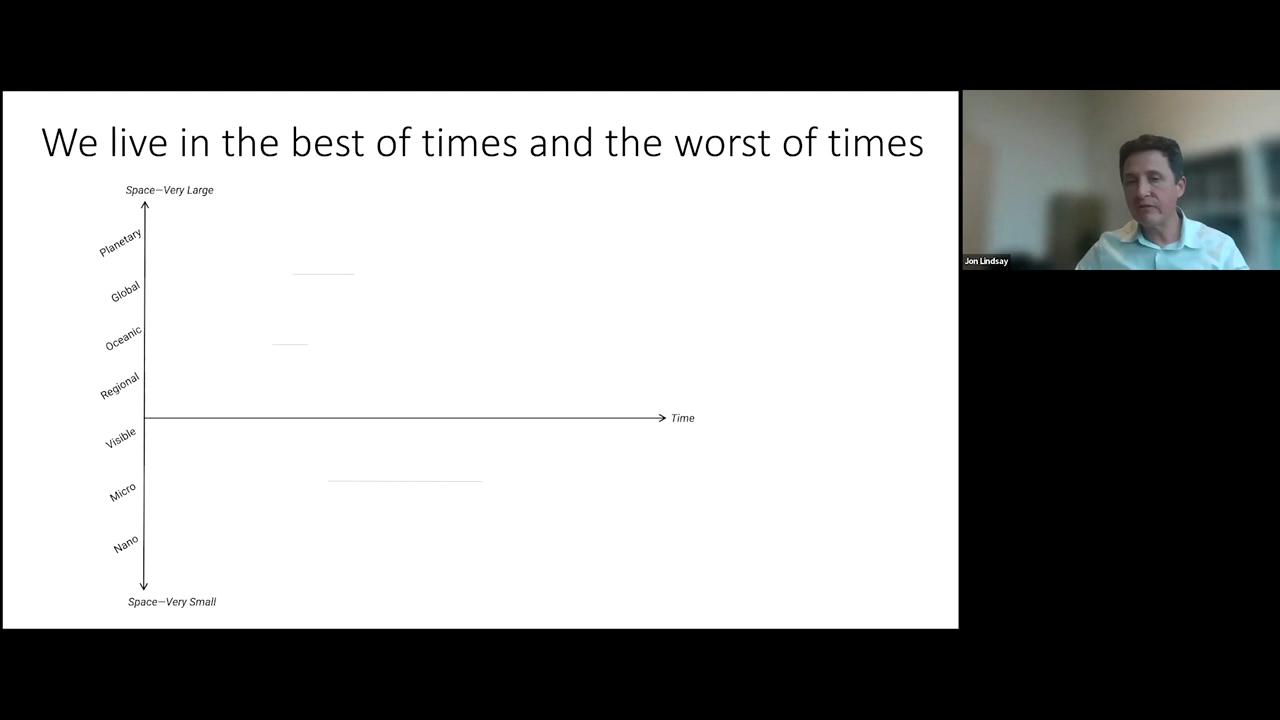 We live in the best of times and the worst of times
Space—Very Large
Planetary
Global
Oceanic
Regional
Visible
Micro
Nano
Space—Very Small
Time
Jon Lindsay